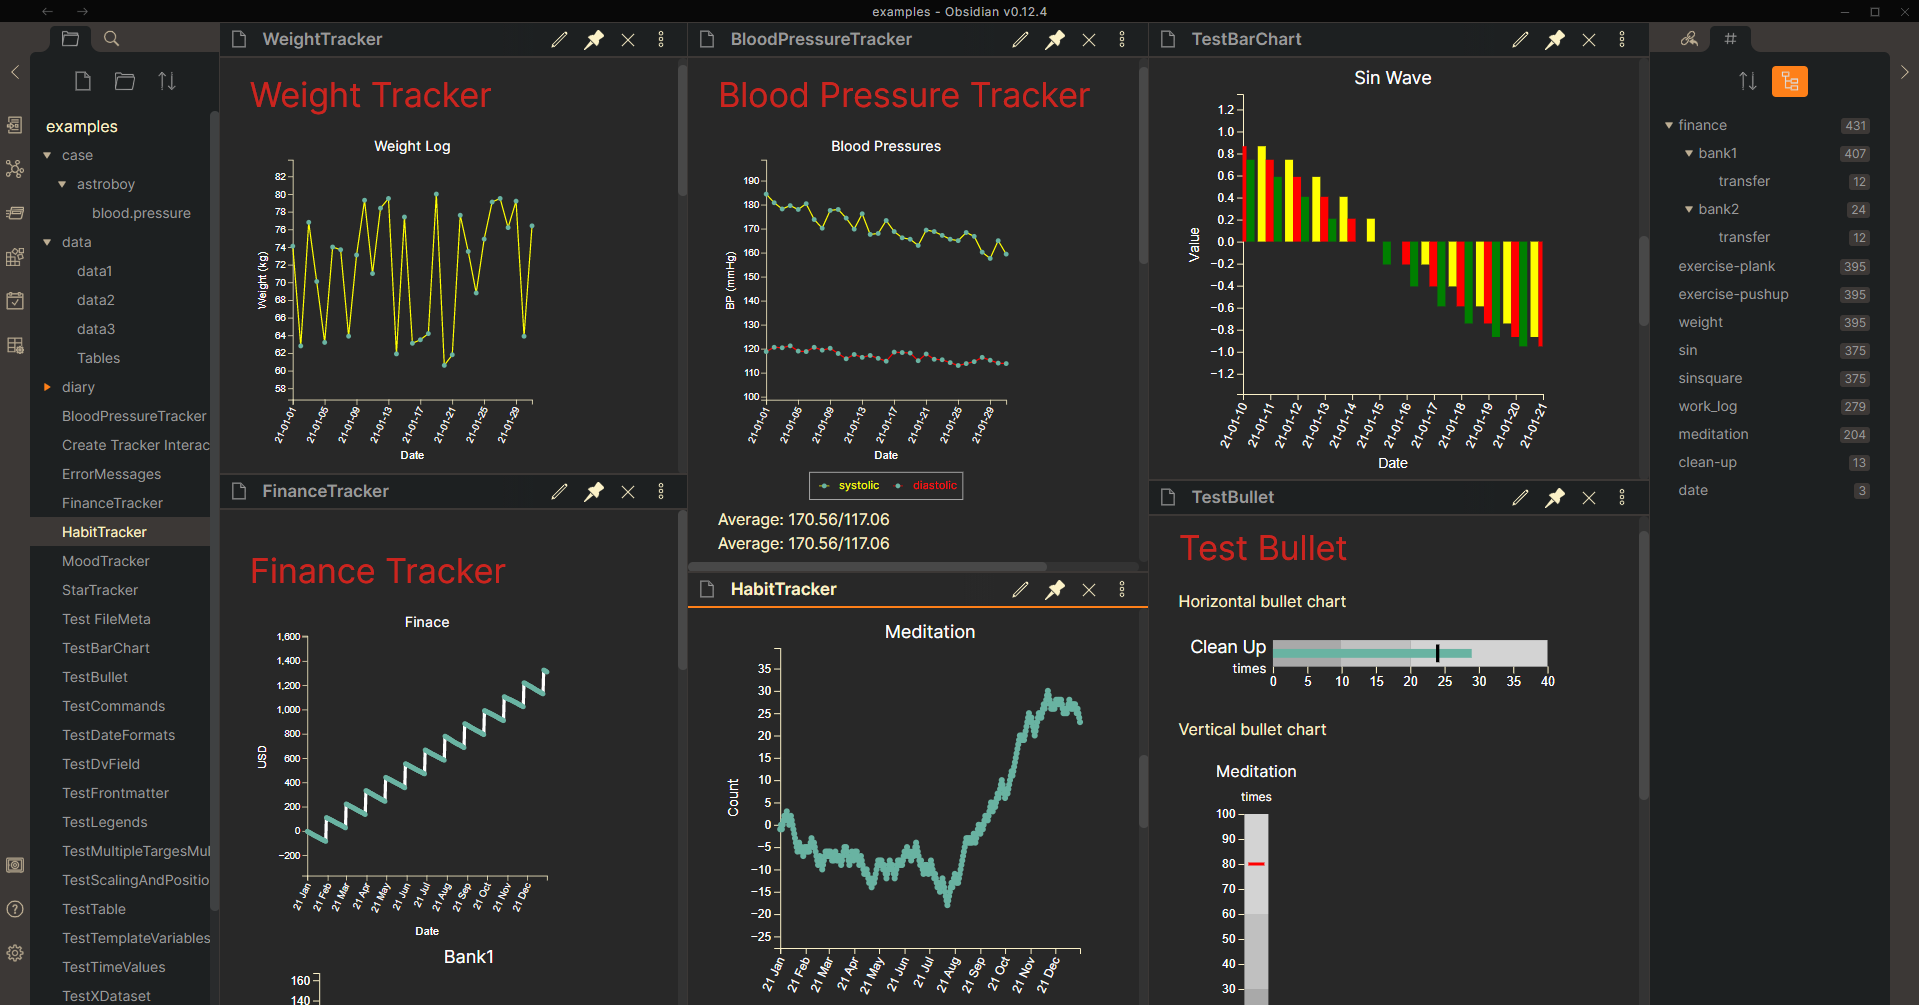 examples - Obsidian v0.12.4
examples
case
astroboy
blood.pressure
data
data1
data2
data3
Tables
diary
BloodPressureTracker
Create Tracker Interac
ErrorMessages
FinanceTracker
HabitTracker
MoodTracker
StarTracker
Test FileMeta
TestBarChart
TestBullet
TestCommands
TestDateFormats
TestDvField
TestFrontmatter
TestLegends
TestMultipleTargesMul
TestScalingAndPositio
TestTable
TestTemplateVariables
TestTimeValues
TestXDataset
WeightTracker
Weight Tracker
Weight Log
82
80
78
76
74
72
70
68
66
64
62
60
58
Weight (kg)
21-01-01
21-01-05
21-01-09
21-01-13
21-01-17
21-01-21
21-01-25
21-01-29
Date
FinanceTracker
Finance Tracker
Finace
1,600
1,400
1,200
1,000
800
600
400
200
0
−200
USD
21 Jan
21 Feb
21 Mar
21 Apr
21 May
21 Jun
21 Jul
21 Aug
21 Sep
21 Oct
21 Nov
21 Dec
Date
Bank1
160
140
BloodPressureTracker
Blood Pressure Tracker
Blood Pressures
190
180
170
160
150
140
130
120
110
100
BP (mmHg)
21-01-01
21-01-05
21-01-09
21-01-13
21-01-17
21-01-21
21-01-25
21-01-29
Date
systolic diastolic
Average: 170.56/117.06
Average: 170.56/117.06
HabitTracker
Meditation
35
30
25
20
15
10
5
0
−5
−10
−15
−20
−25
Count
21 Jan
21 Feb
21 Mar
21 Apr
21 May
21 Jun
21 Jul
21 Aug
21 Sep
21 Oct
21 Nov
21 Dec
TestBarChart
Sin Wave
1.2
1.0
0.8
0.6
0.4
0.2
0.0
−0.2
−0.4
−0.6
−0.8
−1.0
−1.2
Value
21-01-10
21-01-11
21-01-12
21-01-13
21-01-14
21-01-15
21-01-16
21-01-17
21-01-18
21-01-19
21-01-20
21-01-21
Date
TestBullet
Test Bullet
Horizontal bullet chart
Clean Up
times
0 5 10 15 20 25 30 35 40
Vertical bullet chart
Meditation
times
100
90
80
70
60
50
40
30
#
finance 431
bank1 407
transfer 12
bank2 24
transfer 12
exercise-plank 395
exercise-pushup 395
weight 395
sin 375
sinsquare 375
work_log 279
meditation 204
clean-up 13
date 3